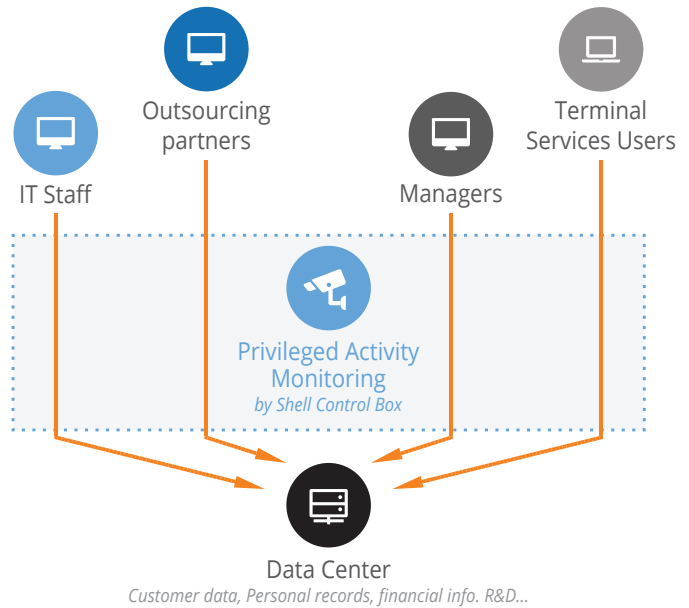 Outsourcing
partners
Terminal
Services Users
IT Staff
Managers
Privileged Activity
Monitoring
by Shell Control Box
Data Center
Customer data, Personal records, financial info. R&D...